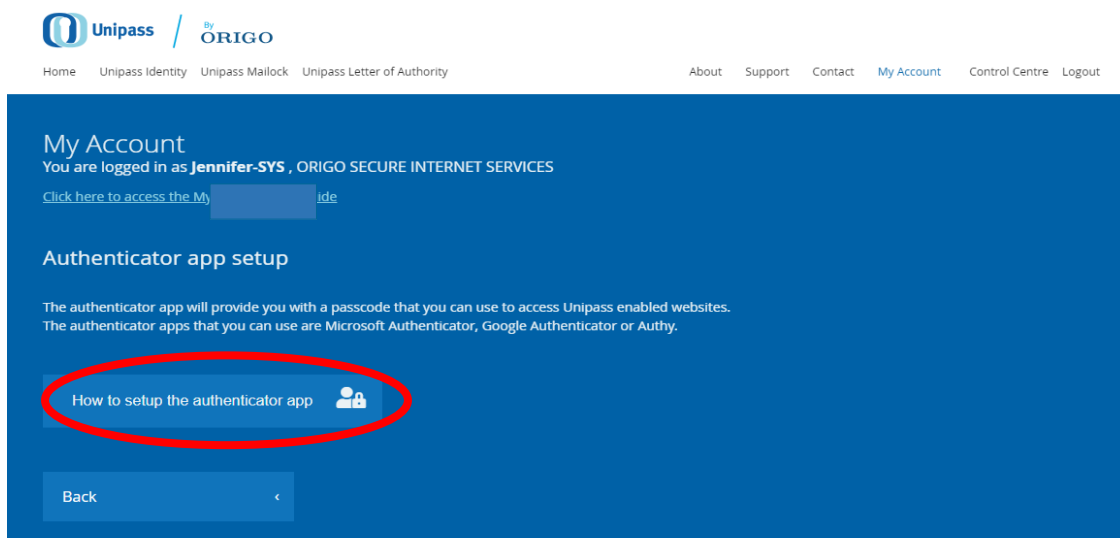 Unipass
By
ORIGO
Home Unipass Identity Unipass Mailock Unipass Letter of Authority About Support Contact My Account Control Centre Logout
My Account
You are logged in as Jennifer-SYS , ORIGO SECURE INTERNET SERVICES
Click here to access the My
Authenticator app setup
The authenticator app will provide you with a passcode that you can use to access Unipass enabled websites.
The authenticator apps that you can use are Microsoft Authenticator, Google Authenticator or Authy.
How to setup the authenticator app
Back